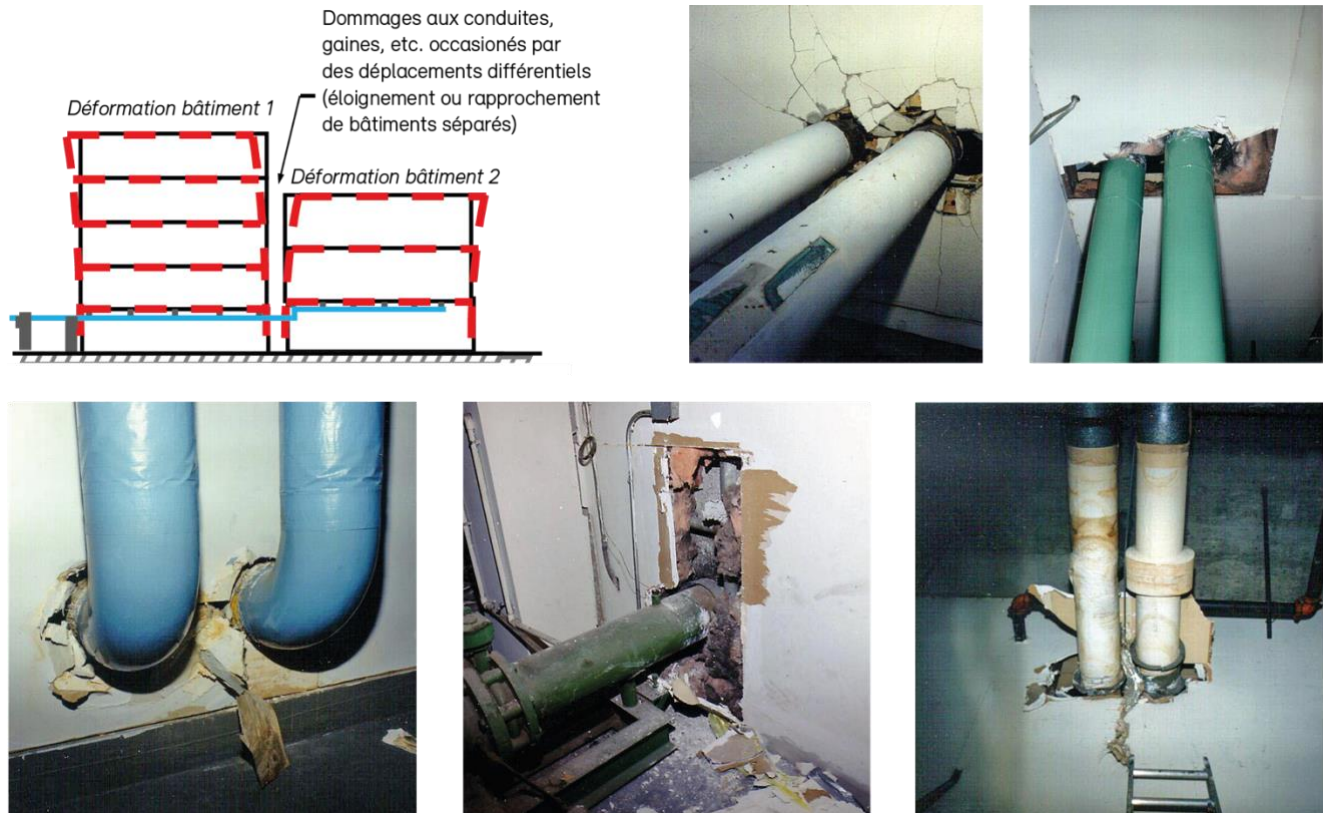 Dommages aux conduites,
gaines, etc. occasionés par
des déplacements différentiels
(éloignement ou rapprochement
de bâtiments séparés)
Déformation bâtiment 1
Déformation bâtiment 2